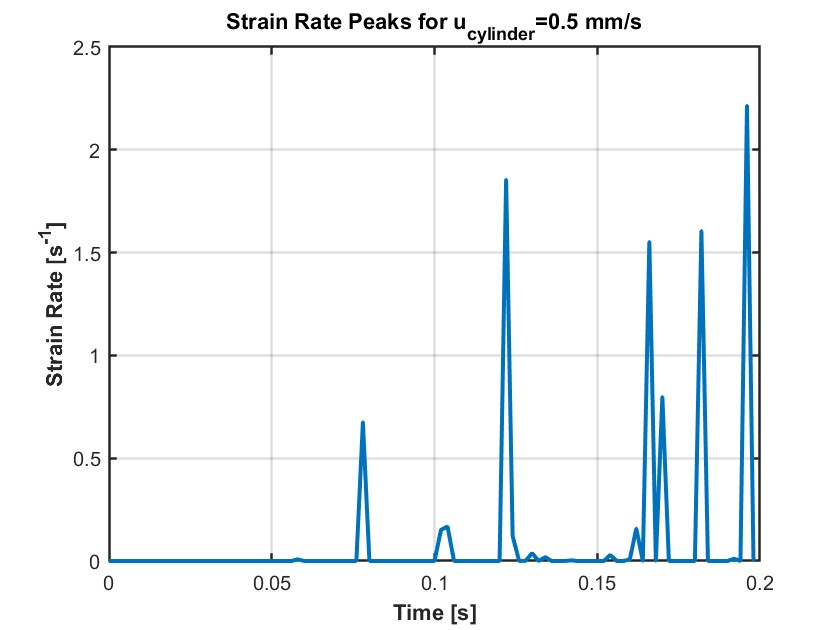 Strain Rate Peaks for u_cylinder=0.5 mm/s
2.5
2
1.5
1
0.5
0
Strain Rate [s^-1]
0 0.05 0.1 0.15 0.2
Time [s]